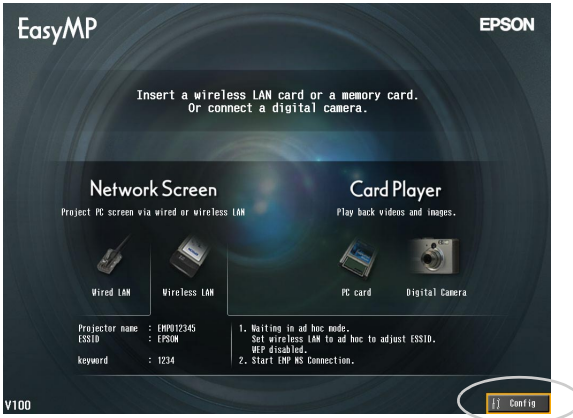 EasyMP
EPSON
Insert a wireless LAN card or a memory card.
Or connect a digital camera.
Network Screen
Project PC screen via wired or wireless LAN
Wired LAN
Wireless LAN
Card Player
Play back videos and images.
PC card
Digital Camera
Projector name : EMP012345
ESSID : EPSON
keyword : 1234
1. Waiting in ad hoc mode.
Set wireless LAN to ad hoc to adjust ESSID.
WEP disabled.
2. Start EMP NS Connection.
V100
Config